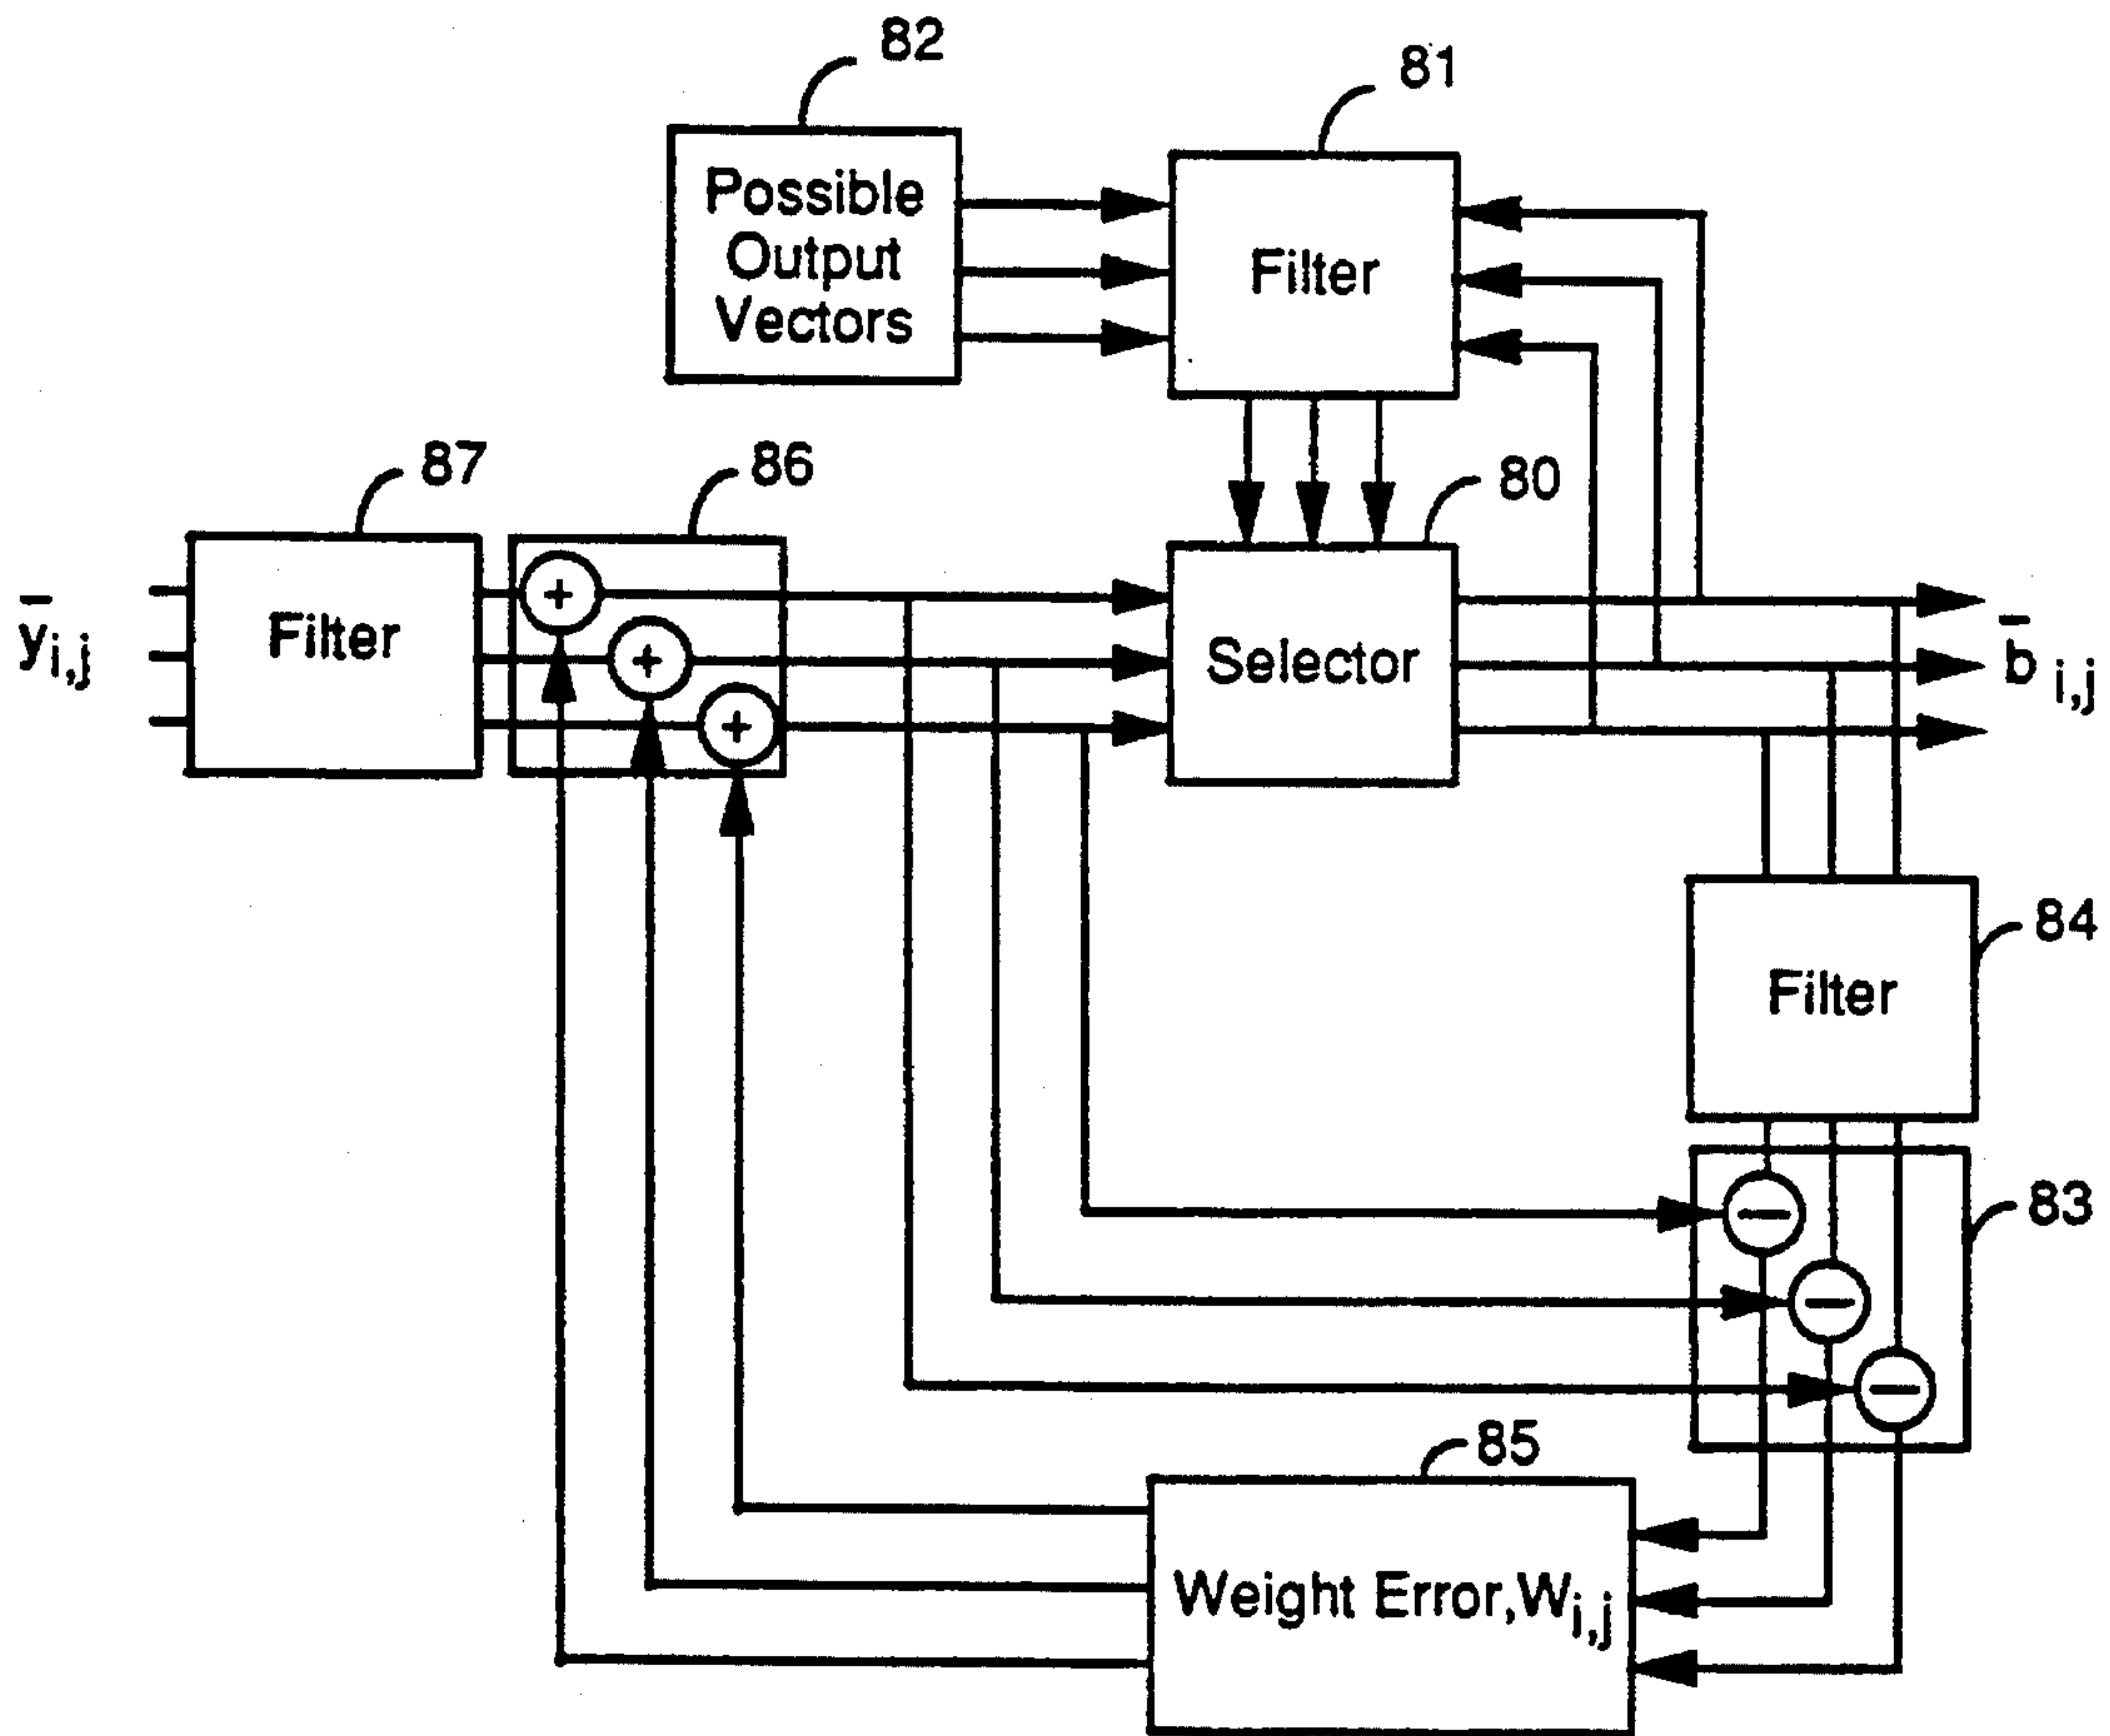 82
81
Possible
Output
Vectors
Filter
87
86
80
ȳi,j
Filter
+
+
+
Selector
b̄ i,j
84
Filter
83
−
−
−
85
Weight Error,Wi,j